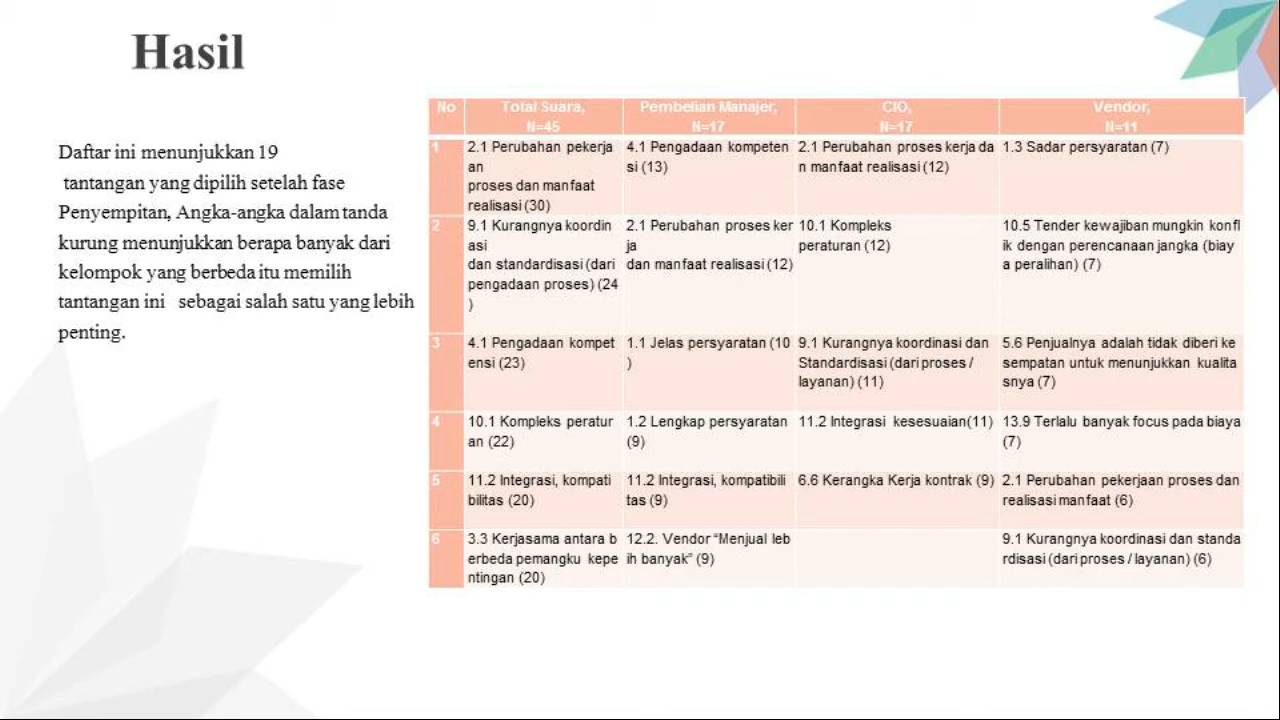 Hasil
Daftar ini menunjukkan 19
tantangan yang dipilih setelah fase
Penyempitan, Angka-angka dalam tanda
kurung menunjukkan berapa banyak dari
kelompok yang berbeda itu memilih
tantangan ini sebagai salah satu yang lebih
penting.
No
Total Suara,
N=45
Pembelian Manajer,
N=17
CIO,
N=17
Vendor,
N=11
1
2.1 Perubahan pekerja
an
proses dan manfaat
realisasi (30)
4.1 Pengadaan kompeten
si (13)
2.1 Perubahan proses kerja da
n manfaat realisasi (12)
1.3 Sadar persyaratan (7)
2
9.1 Kurangnya koordin
asi
dan standardisasi (dari
pengadaan proses) (24
)
2.1 Perubahan proses ker
ja
dan manfaat realisasi (12)
10.1 Kompleks
peraturan (12)
10.5 Tender kewajiban mungkin konfl
ik dengan perencanaan jangka (biay
a peralihan) (7)
3
4.1 Pengadaan kompet
ensi (23)
1.1 Jelas persyaratan (10
)
9.1 Kurangnya koordinasi dan
Standardisasi (dari proses /
layanan) (11)
5.6 Penjualnya adalah tidak diberi ke
sempatan untuk menunjukkan kualita
snya (7)
4
10.1 Kompleks peratur
an (22)
1.2 Lengkap persyaratan
(9)
11.2 Integrasi kesesuaian(11)
13.9 Terlalu banyak focus pada biaya
(7)
5
11.2 Integrasi, kompati
bilitas (20)
11.2 Integrasi, kompatibili
tas (9)
6.6 Kerangka Kerja kontrak (9)
2.1 Perubahan pekerjaan proses dan
realisasi manfaat (6)
6
3.3 Kerjasama antara b
erbeda pemangku kepe
ntingan (20)
12.2. Vendor “Menjual leb
ih banyak” (9)
9.1 Kurangnya koordinasi dan standa
rdisasi (dari proses / layanan) (6)